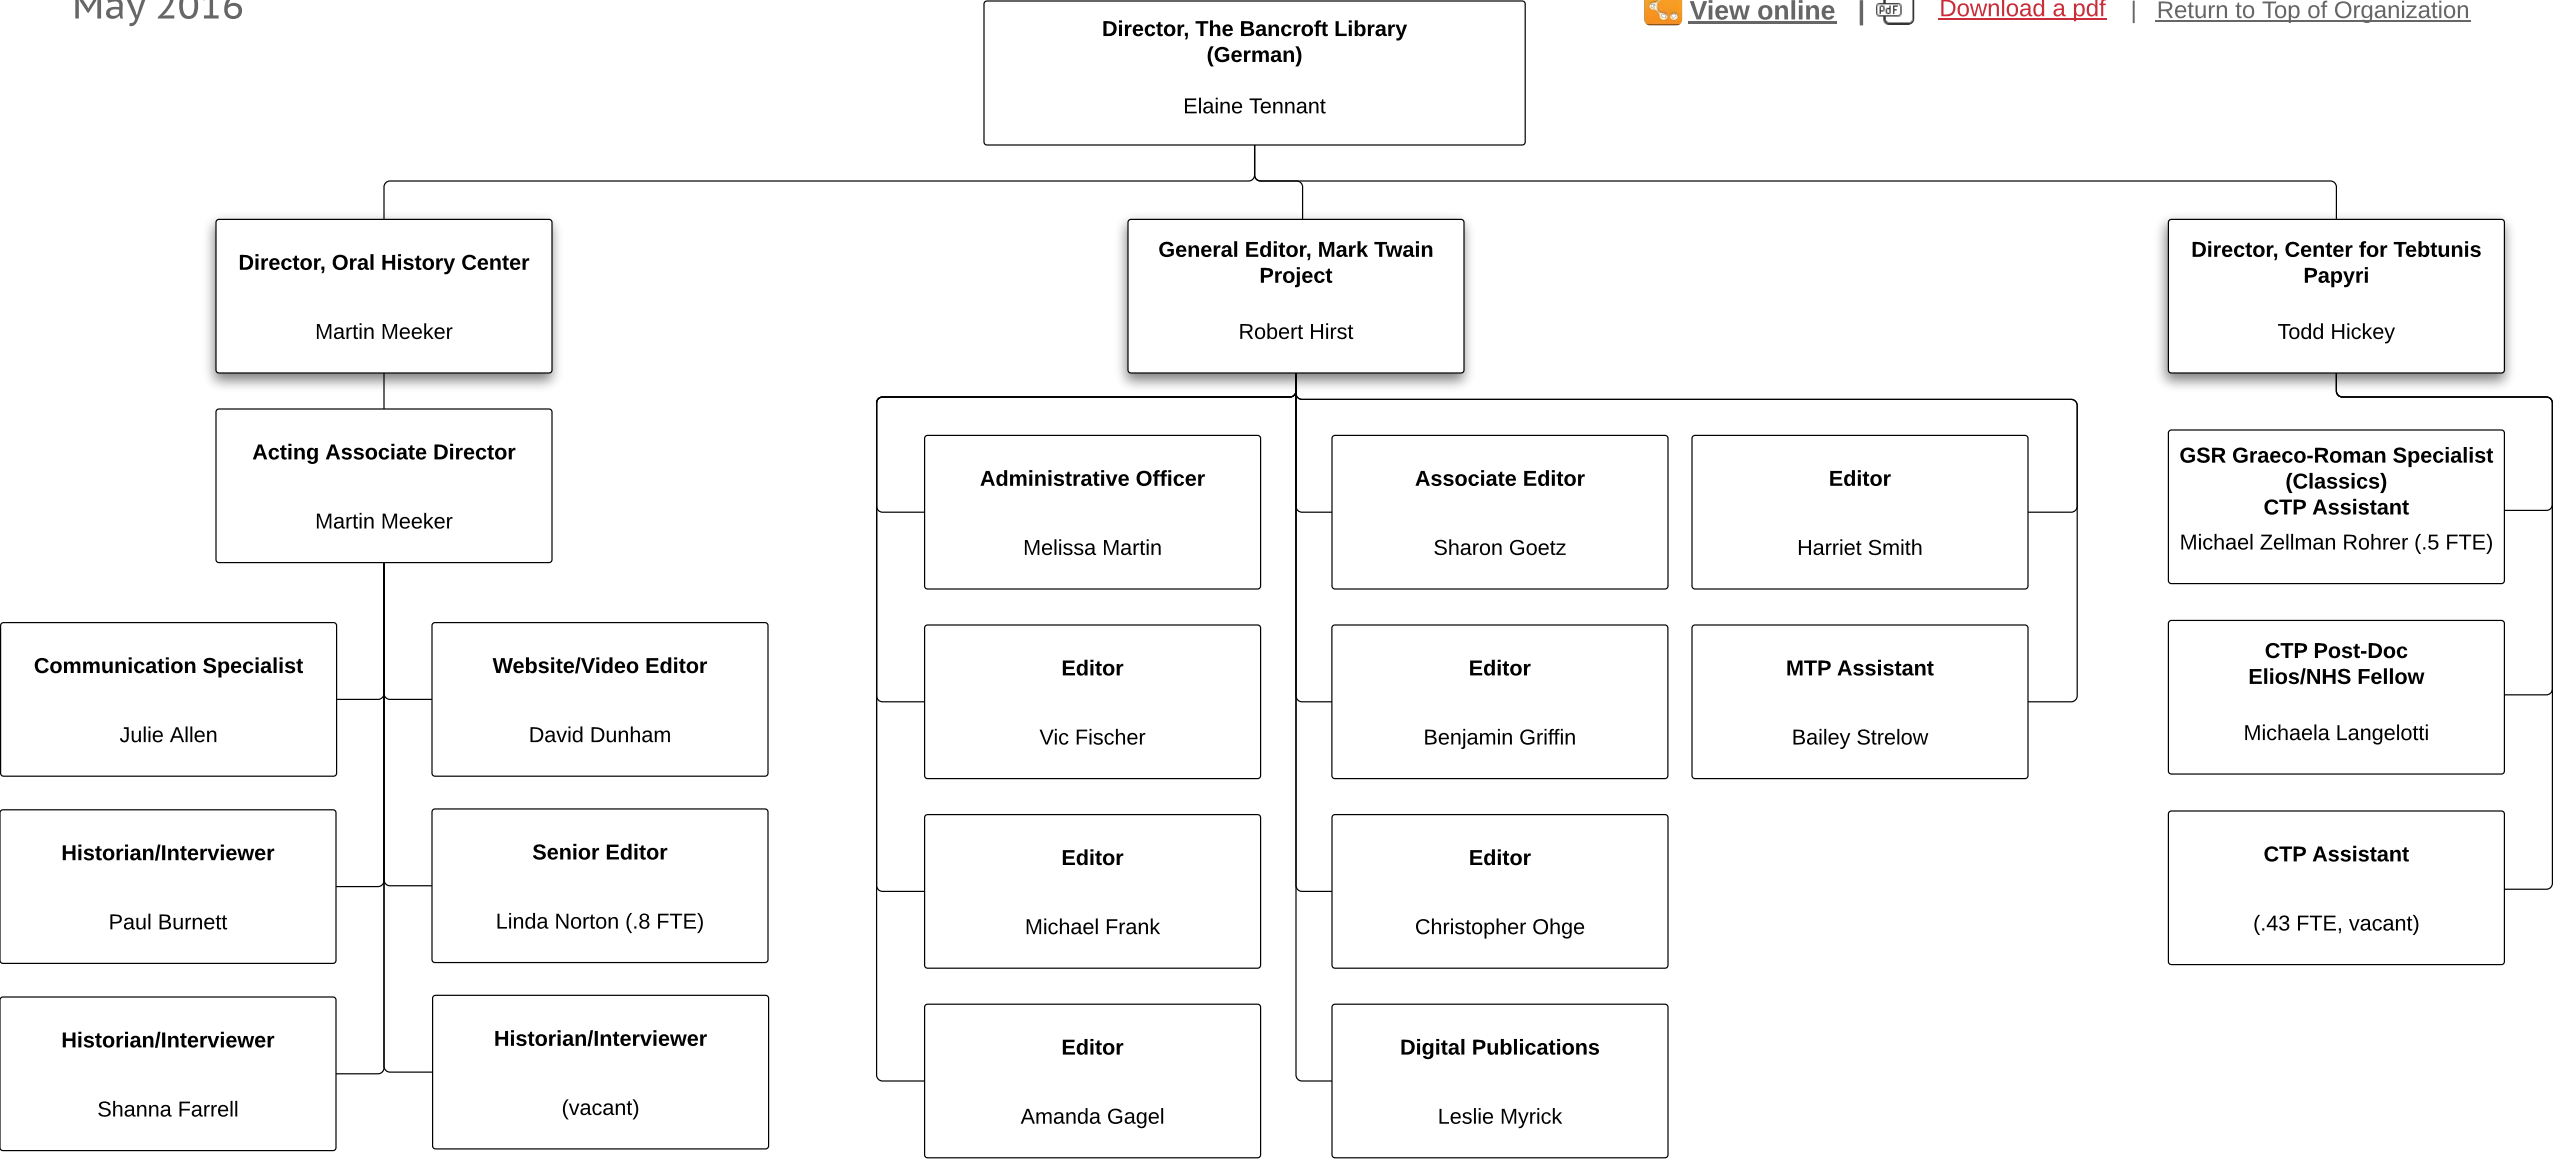 May 2016
View online | Download a pdf | Return to Top of Organization
Director, The Bancroft Library
(German)
Elaine Tennant
Director, Oral History Center
Martin Meeker
Acting Associate Director
Martin Meeker
Communication Specialist
Julie Allen
Website/Video Editor
David Dunham
Historian/Interviewer
Paul Burnett
Senior Editor
Linda Norton (.8 FTE)
Historian/Interviewer
Shanna Farrell
Historian/Interviewer
(vacant)
General Editor, Mark Twain
Project
Robert Hirst
Administrative Officer
Melissa Martin
Associate Editor
Sharon Goetz
Editor
Harriet Smith
Editor
Vic Fischer
Editor
Benjamin Griffin
MTP Assistant
Bailey Strelow
Editor
Michael Frank
Editor
Christopher Ohge
Editor
Amanda Gagel
Digital Publications
Leslie Myrick
Director, Center for Tebtunis
Papyri
Todd Hickey
GSR Graeco-Roman Specialist
(Classics)
CTP Assistant
Michael Zellman Rohrer (.5 FTE)
CTP Post-Doc
Elios/NHS Fellow
Michaela Langelotti
CTP Assistant
(.43 FTE, vacant)